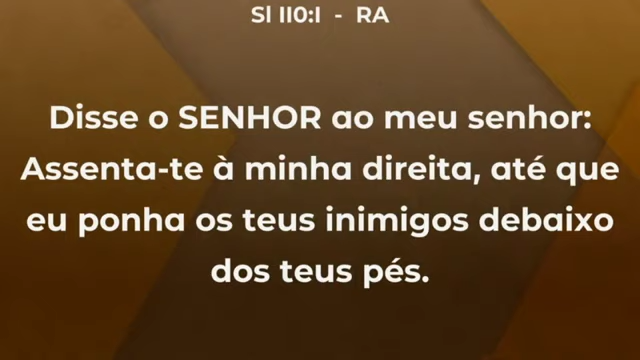 Sl 110:1 - RA
Disse o SENHOR ao meu senhor:
Assenta-te à minha direita, até que
eu ponha os teus inimigos debaixo
dos teus pés.